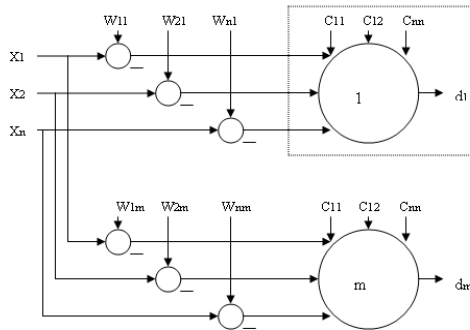 W11 W21 Wn1 C11 C12 Cnn
X1
X2 1 d1
Xn
W1m W2m Wnm C11 C12 Cnn
m dm